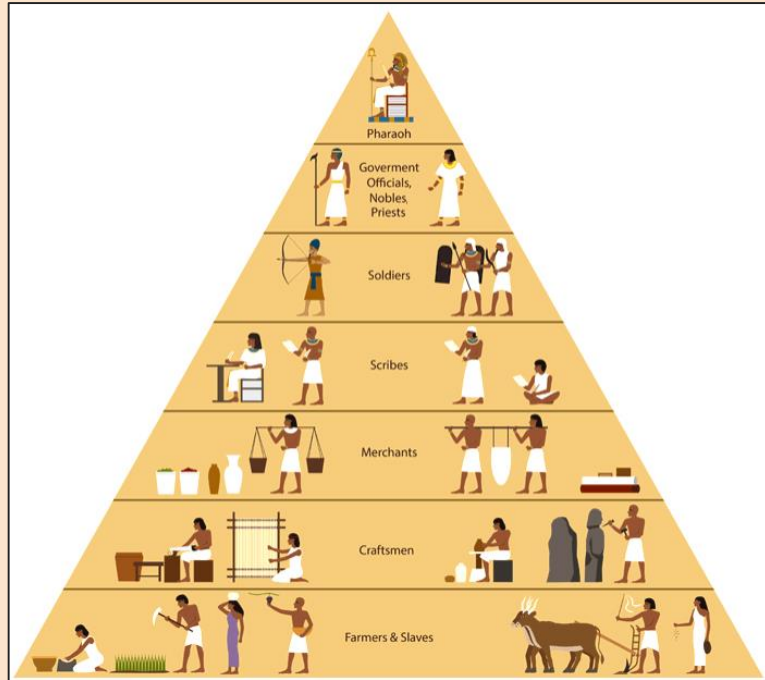 Pharaoh
Goverment
Officials,
Nobles,
Priests
Soldiers
Scribes
Merchants
Craftsmen
Farmers & Slaves